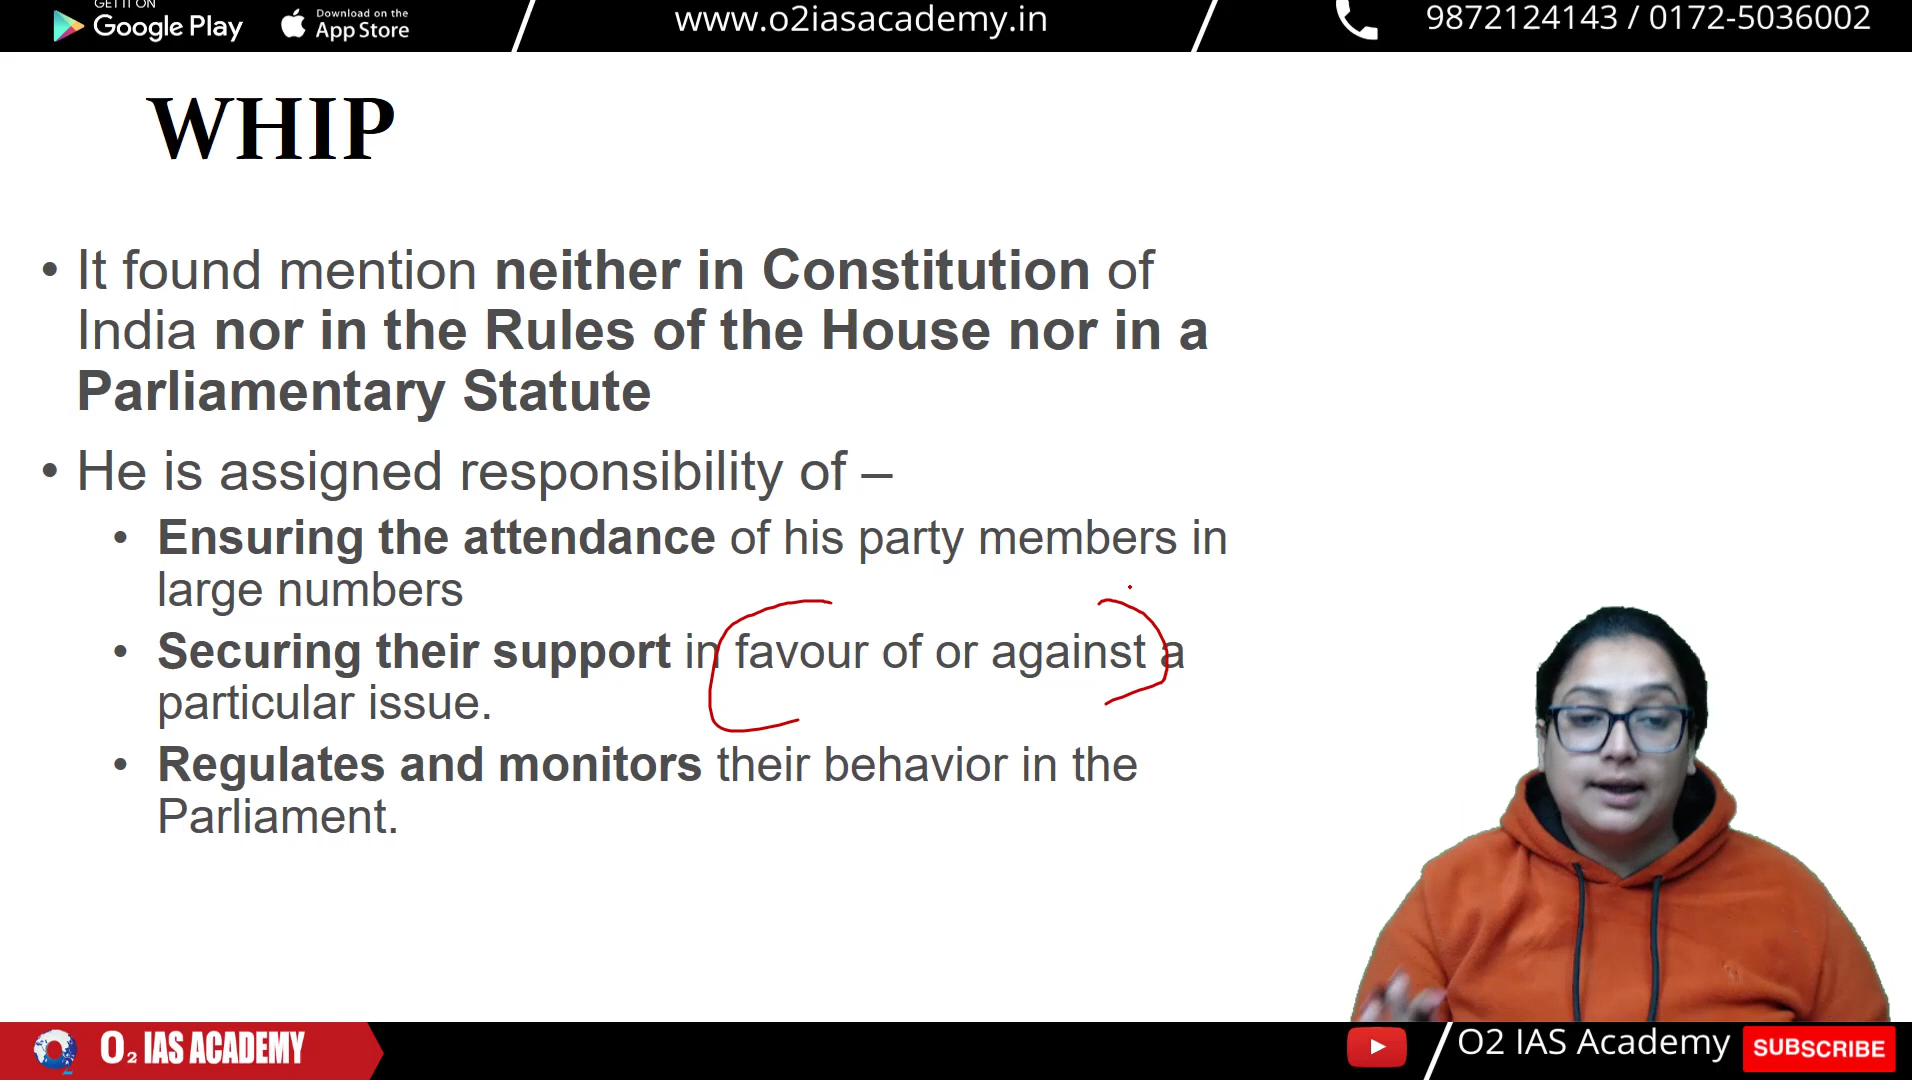 GET IT ON
Google Play
Download on the
App Store
www.o2iasacademy.in
9872124143 / 0172-5036002
WHIP
• It found mention neither in Constitution of
India nor in the Rules of the House nor in a
Parliamentary Statute
• He is assigned responsibility of –
• Ensuring the attendance of his party members in
large numbers
• Securing their support in favour of or against a
particular issue.
• Regulates and monitors their behavior in the
Parliament.
O2 IAS ACADEMY
O2 IAS Academy
SUBSCRIBE